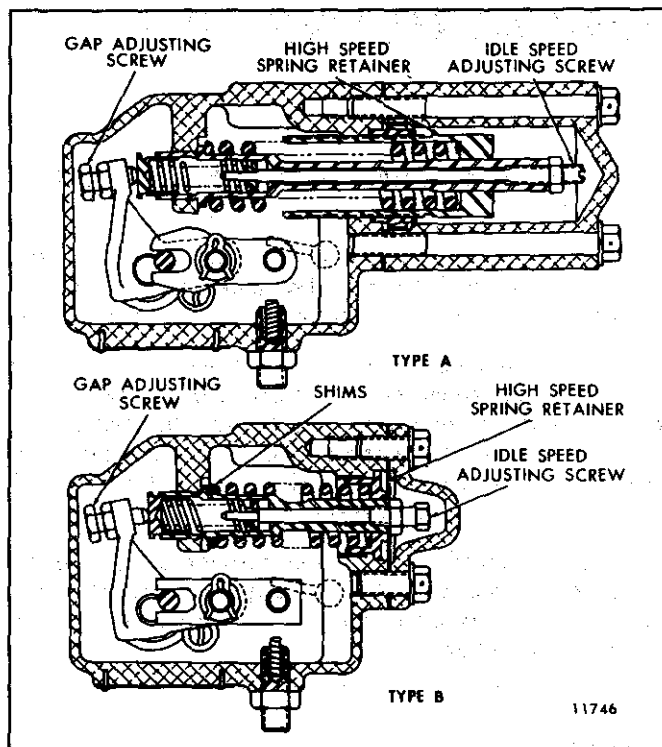 GAP ADJUSTING
SCREW
HIGH SPEED
SPRING RETAINER
IDLE SPEED
ADJUSTING SCREW
TYPE A
GAP ADJUSTING
SCREW
SHIMS
HIGH SPEED
SPRING RETAINER
IDLE SPEED
ADJUSTING SCREW
TYPE B
11746